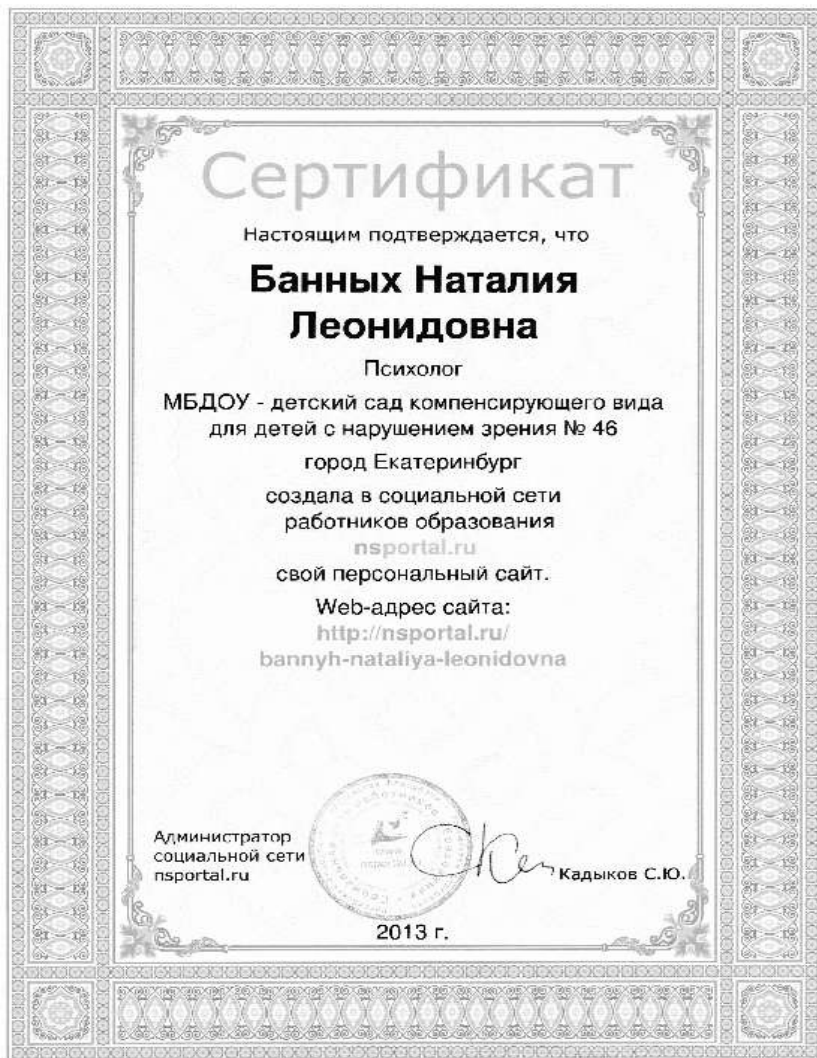 Сертификат
Настоящим подтверждается, что
Банных Наталия
Леонидовна
Психолог
МБДОУ - детский сад компенсирующего вида
для детей с нарушением зрения № 46
город Екатеринбург
создала в социальной сети
работников образования
nsportal.ru
свой персональный сайт.
Web-адрес сайта:
http://nsportal.ru/
bannyh-nataliya-leonidovna
Администратор
социальной сети
nsportal.ru
Кадыков С.Ю.
2013 г.